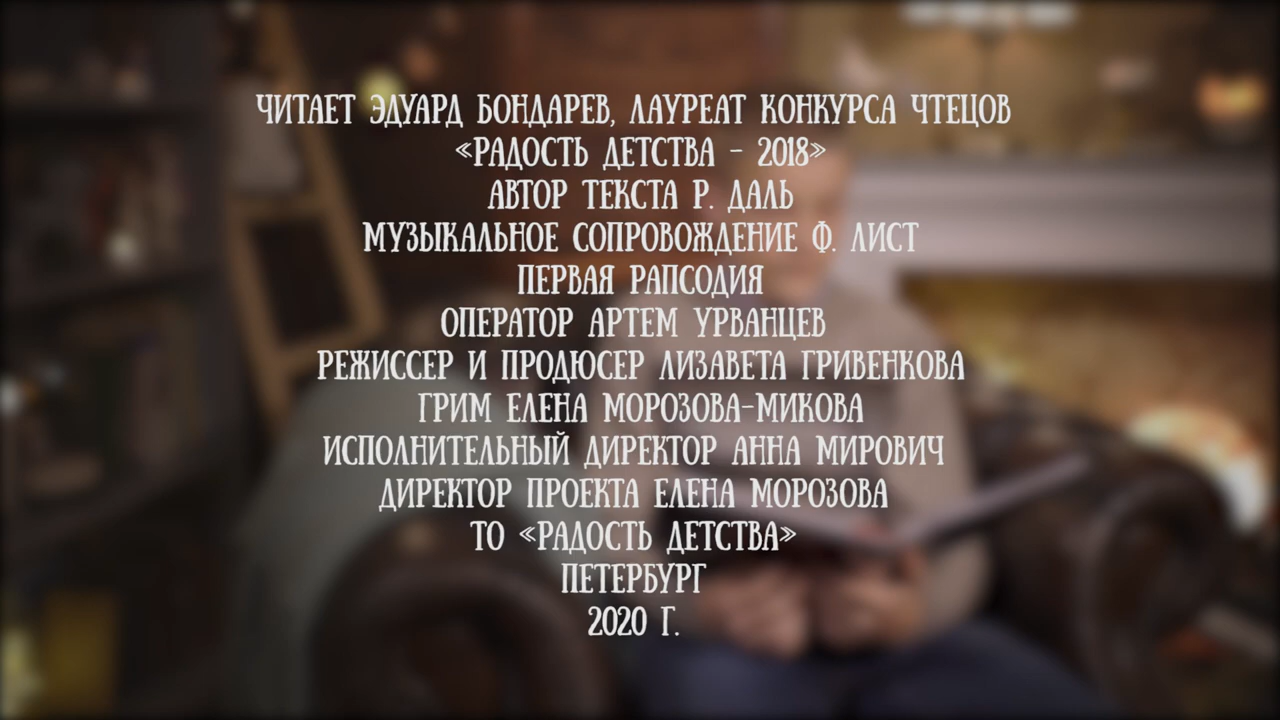 ЧИТАЕТ ЭДУАРД БОНДАРЕВ, ЛАУРЕАТ КОНКУРСА ЧТЕЦОВ
«РАДОСТЬ ДЕТСТВА - 2018»
АВТОР ТЕКСТА Р. ДАЛЬ
МУЗЫКАЛЬНОЕ СОПРОВОЖДЕНИЕ Ф. ЛИСТ
ПЕРВАЯ РАПСОДИЯ
ОПЕРАТОР АРТЕМ УРВАНЦЕВ
РЕЖИССЕР И ПРОДЮСЕР ЛИЗАВЕТА ГРИВЕНКОВА
ГРИМ ЕЛЕНА МОРОЗОВА-МИКОВА
ИСПОЛНИТЕЛЬНЫЙ ДИРЕКТОР АННА МИРОВИЧ
ДИРЕКТОР ПРОЕКТА ЕЛЕНА МОРОЗОВА
ТО «РАДОСТЬ ДЕТСТВА»
ПЕТЕРБУРГ
2020 Г.